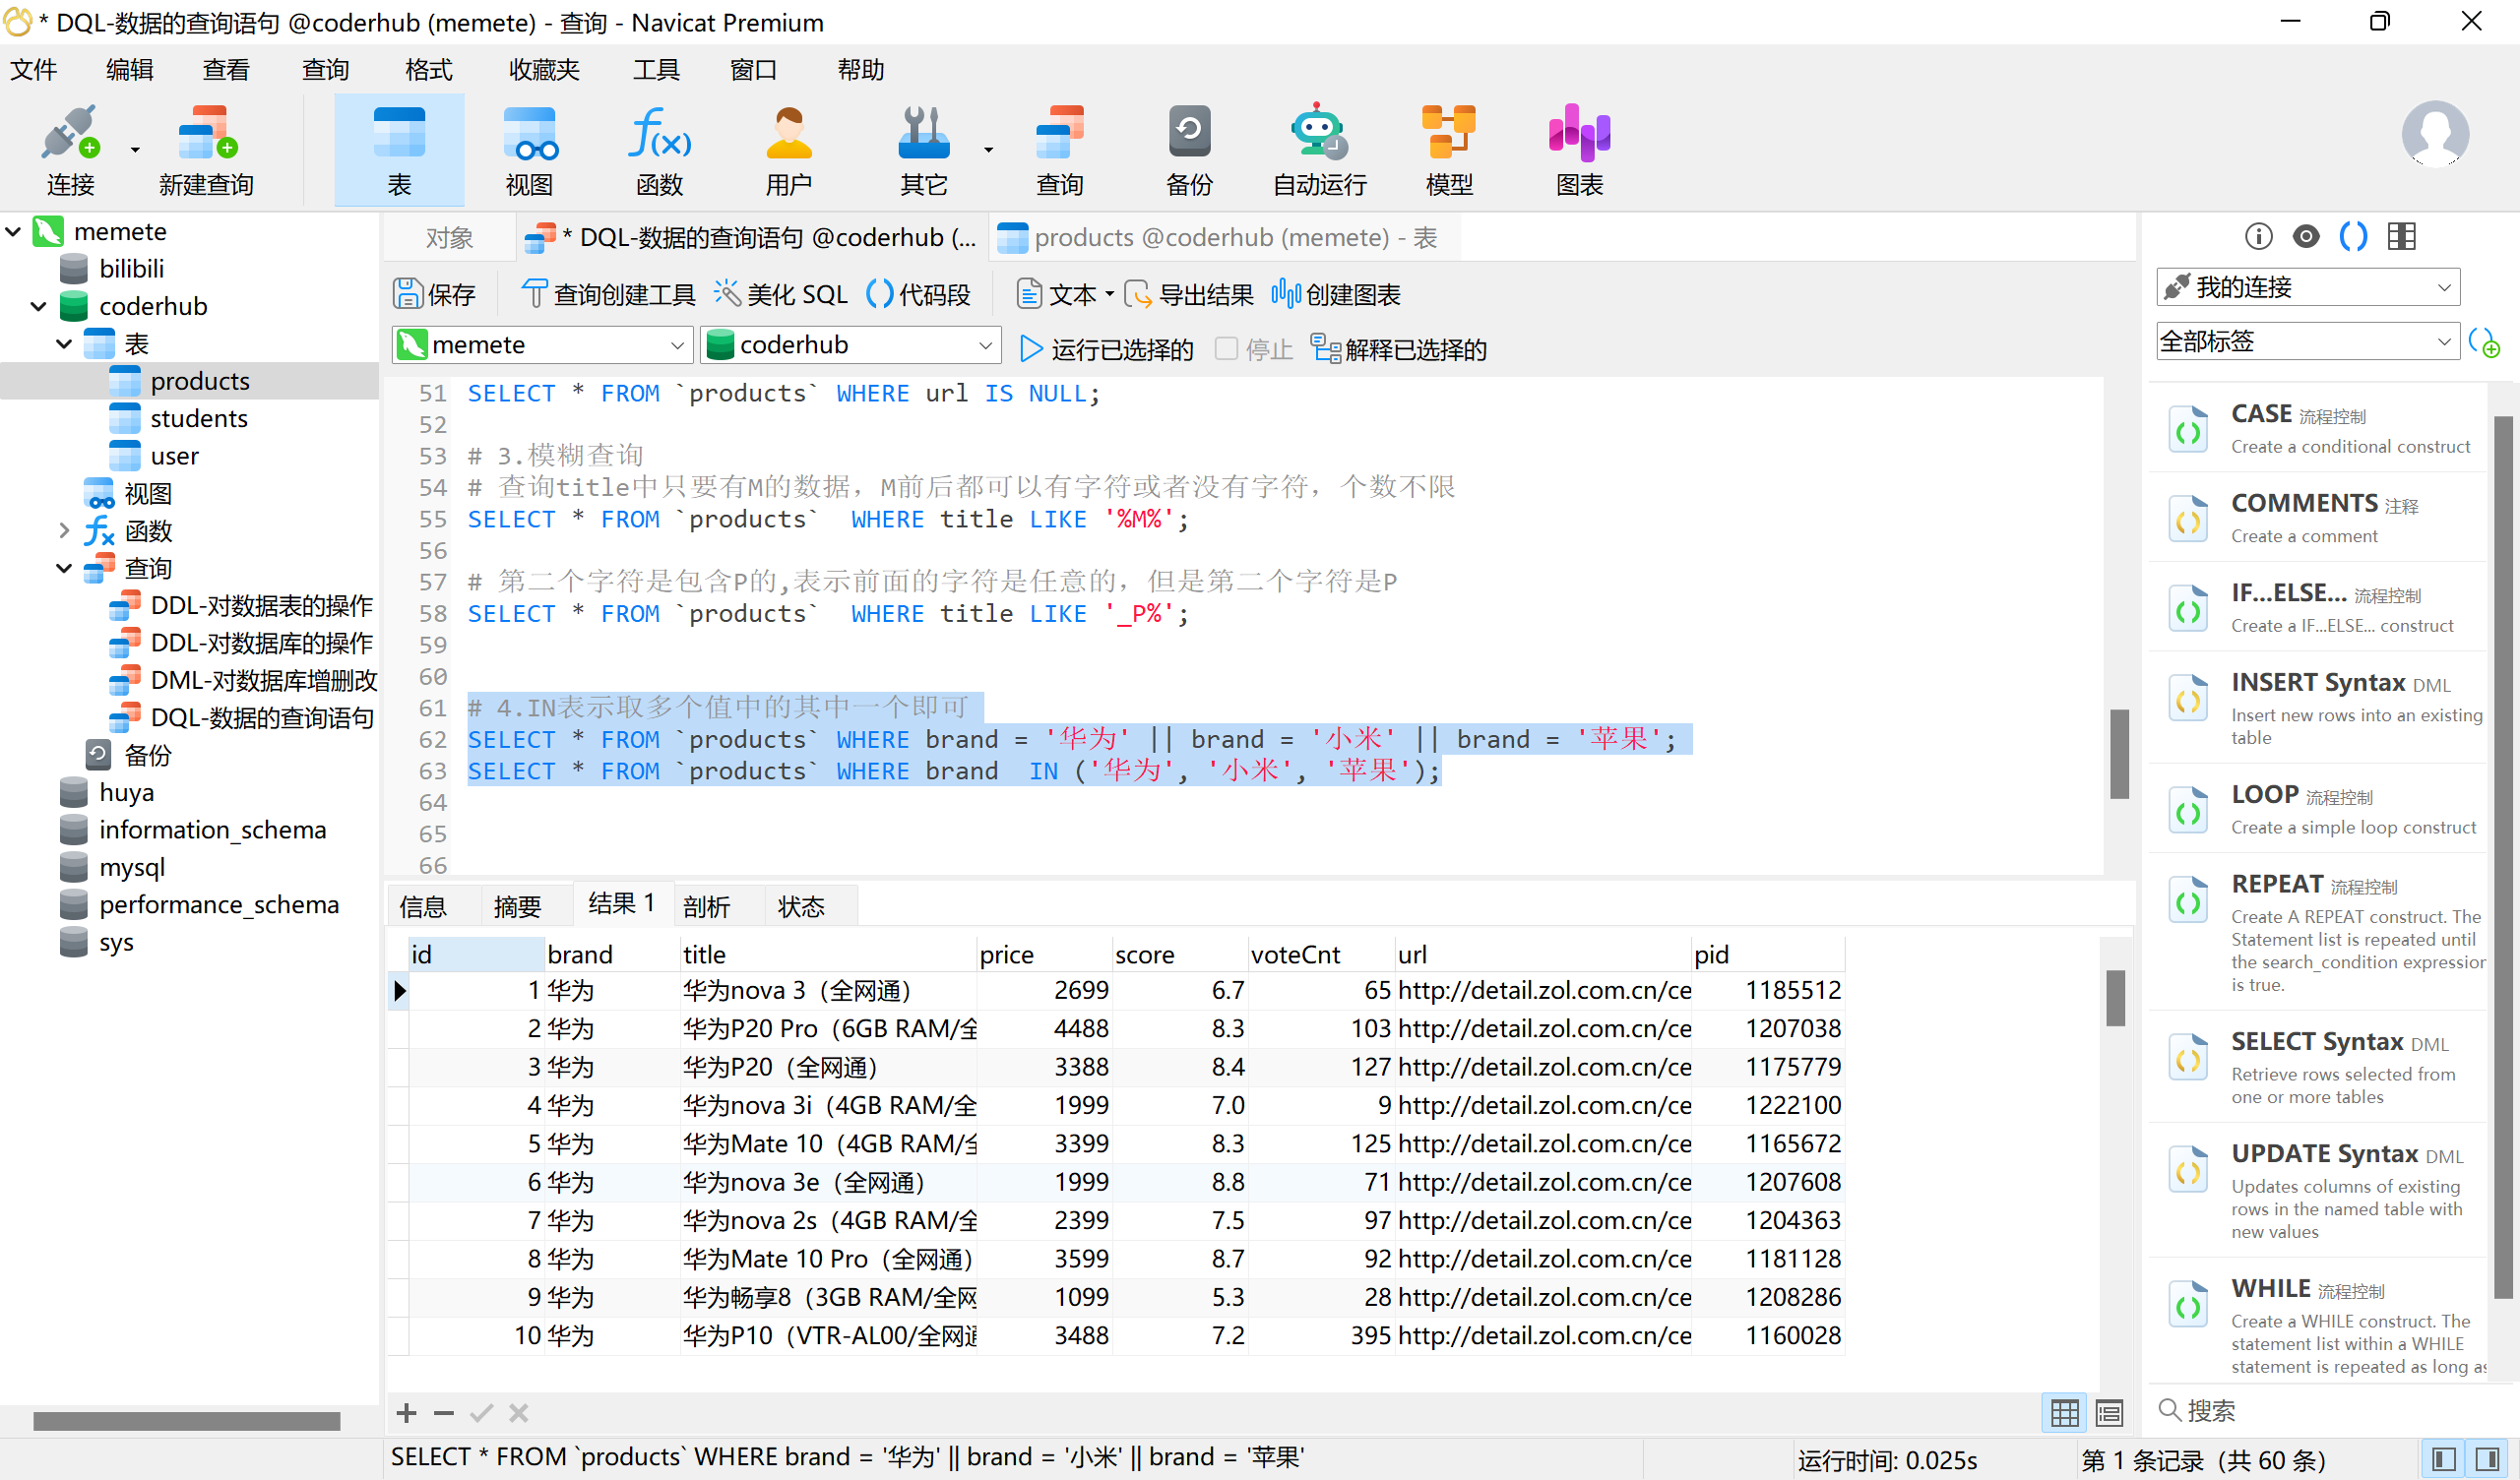 * DQL-数据的查询语句 @coderhub (memete) - 查询 - Navicat Premium
文件 编辑 查看 查询 格式 收藏夹 工具 窗口 帮助
连接 新建查询 表 视图 函数 用户 其它 查询 备份 自动运行 模型 图表
memete
bilibili
coderhub
表
products
students
user
视图
函数
查询
DDL-对数据表的操作
DDL-对数据库的操作
DML-对数据库增删改
DQL-数据的查询语句
备份
huya
information_schema
mysql
performance_schema
sys
对象 * DQL-数据的查询语句 @coderhub (... products @coderhub (memete) - 表
保存 查询创建工具 美化 SQL 代码段 文本 导出结果 创建图表
memete coderhub 运行已选择的 停止 解释已选择的
51 SELECT * FROM `products` WHERE url IS NULL;
52
53 # 3.模糊查询
54 # 查询title中只要有M的数据，M前后都可以有字符或者没有字符，个数不限
55 SELECT * FROM `products`  WHERE title LIKE '%M%';
56
57 # 第二个字符是包含P的,表示前面的字符是任意的，但是第二个字符是P
58 SELECT * FROM `products`  WHERE title LIKE '_P%';
59
60
61 # 4.IN表示取多个值中的其中一个即可
62 SELECT * FROM `products` WHERE brand = '华为' || brand = '小米' || brand = '苹果';
63 SELECT * FROM `products` WHERE brand  IN ('华为', '小米', '苹果');
64
65
66
信息 摘要 结果 1 剖析 状态
id brand title price score voteCnt url pid
1 华为 华为nova 3（全网通） 2699 6.7 65 http://detail.zol.com.cn/ce 1185512
2 华为 华为P20 Pro（6GB RAM/全 4488 8.3 103 http://detail.zol.com.cn/ce 1207038
3 华为 华为P20（全网通） 3388 8.4 127 http://detail.zol.com.cn/ce 1175779
4 华为 华为nova 3i（4GB RAM/全 1999 7.0 9 http://detail.zol.com.cn/ce 1222100
5 华为 华为Mate 10（4GB RAM/全 3399 8.3 125 http://detail.zol.com.cn/ce 1165672
6 华为 华为nova 3e（全网通） 1999 8.8 71 http://detail.zol.com.cn/ce 1207608
7 华为 华为nova 2s（4GB RAM/全 2399 7.5 97 http://detail.zol.com.cn/ce 1204363
8 华为 华为Mate 10 Pro（全网通） 3599 8.7 92 http://detail.zol.com.cn/ce 1181128
9 华为 华为畅享8（3GB RAM/全网 1099 5.3 28 http://detail.zol.com.cn/ce 1208286
10 华为 华为P10（VTR-AL00/全网通 3488 7.2 395 http://detail.zol.com.cn/ce 1160028
SELECT * FROM `products` WHERE brand = '华为' || brand = '小米' || brand = '苹果'
运行时间: 0.025s
第 1 条记录（共 60 条）
我的连接
全部标签
CASE 流程控制
Create a conditional construct
COMMENTS 注释
Create a comment
IF...ELSE... 流程控制
Create a IF...ELSE... construct
INSERT Syntax DML
Insert new rows into an existing
table
LOOP 流程控制
Create a simple loop construct
REPEAT 流程控制
Create A REPEAT construct. The
Statement list is repeated until
the search_condition expression
is true.
SELECT Syntax DML
Retrieve rows selected from
one or more tables
UPDATE Syntax DML
Updates columns of existing
rows in the named table with
new values
WHILE 流程控制
Create a WHILE construct. The
statement list within a WHILE
statement is repeated as long as
搜索